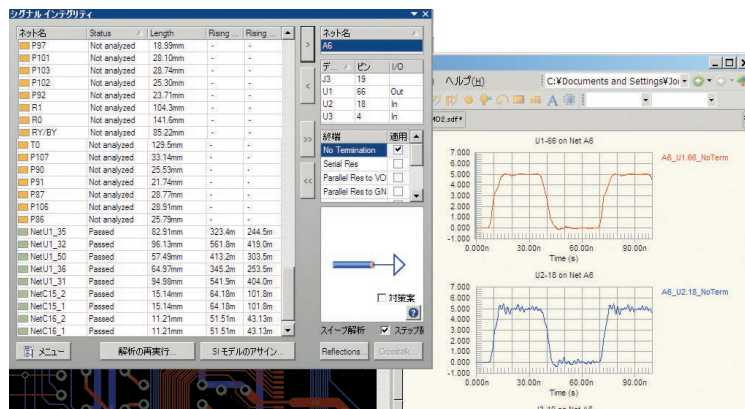 シグナル インテグリティ
ネット名 Status Length Rising ... Rising ...
P97 Not analyzed 18.99mm - -
P101 Not analyzed 28.10mm - -
P103 Not analyzed 28.74mm - -
P102 Not analyzed 25.30mm - -
P92 Not analyzed 23.71mm - -
R1 Not analyzed 104.3mm - -
R0 Not analyzed 141.6mm - -
RY/BY Not analyzed 85.22mm - -
T0 Not analyzed 129.5mm - -
P107 Not analyzed 33.14mm - -
P90 Not analyzed 25.53mm - -
P91 Not analyzed 21.74mm - -
P87 Not analyzed 28.77mm - -
P106 Not analyzed 28.91mm - -
P86 Not analyzed 25.79mm - -
NetU1_35 Passed 82.91mm 323.4m 244.5m
NetU1_32 Passed 96.13mm 561.8m 419.0m
NetU1_50 Passed 57.49mm 413.2m 303.5m
NetU1_36 Passed 64.97mm 345.2m 253.5m
NetU1_31 Passed 94.98mm 541.9m 404.0m
NetC15_2 Passed 15.14mm 64.18m 101.8m
NetC15_1 Passed 15.14mm 64.18m 101.8m
NetC16_2 Passed 11.21mm 51.51m 43.13m
NetC16_1 Passed 11.21mm 51.51m 43.13m
メニュー 解析の再実行... SIモデルのアサイン...
>
<
>>
<<
ネット名
A6
デ... ピン I/O
J3 19
U1 66 Out
U2 18 In
U3 4 In
終端 適用
No Termination
Serial Res
Parallel Res to VC
Parallel Res to GN
対策案
スイープ解析 ステップ
Reflections... Crosstalk...
ヘルプ(H) C:¥Documents and Settings¥Jo
MD2.sdf*
U1-66 on Net A6
A6_U1.66_NoTerm
7.000
6.000
5.000
4.000
3.000
2.000
1.000
0.000
-1.000
0.000n 30.00n 60.00n 90.00n
Time (s)
U2-18 on Net A6
A6_U2.18_NoTerm
7.000
6.000
5.000
4.000
3.000
2.000
1.000
0.000
-1.000
0.000n 30.00n 60.00n 90.00n
Time (s)